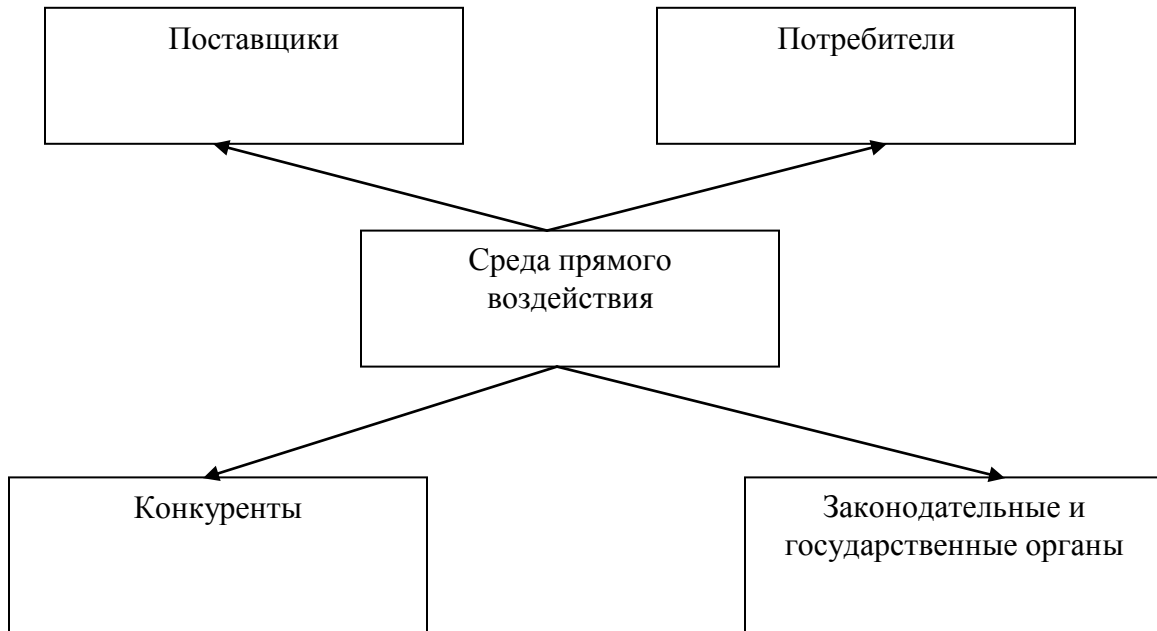 Поставщики
Потребители
Среда прямого
воздействия
Конкуренты
Законодательные и
государственные органы